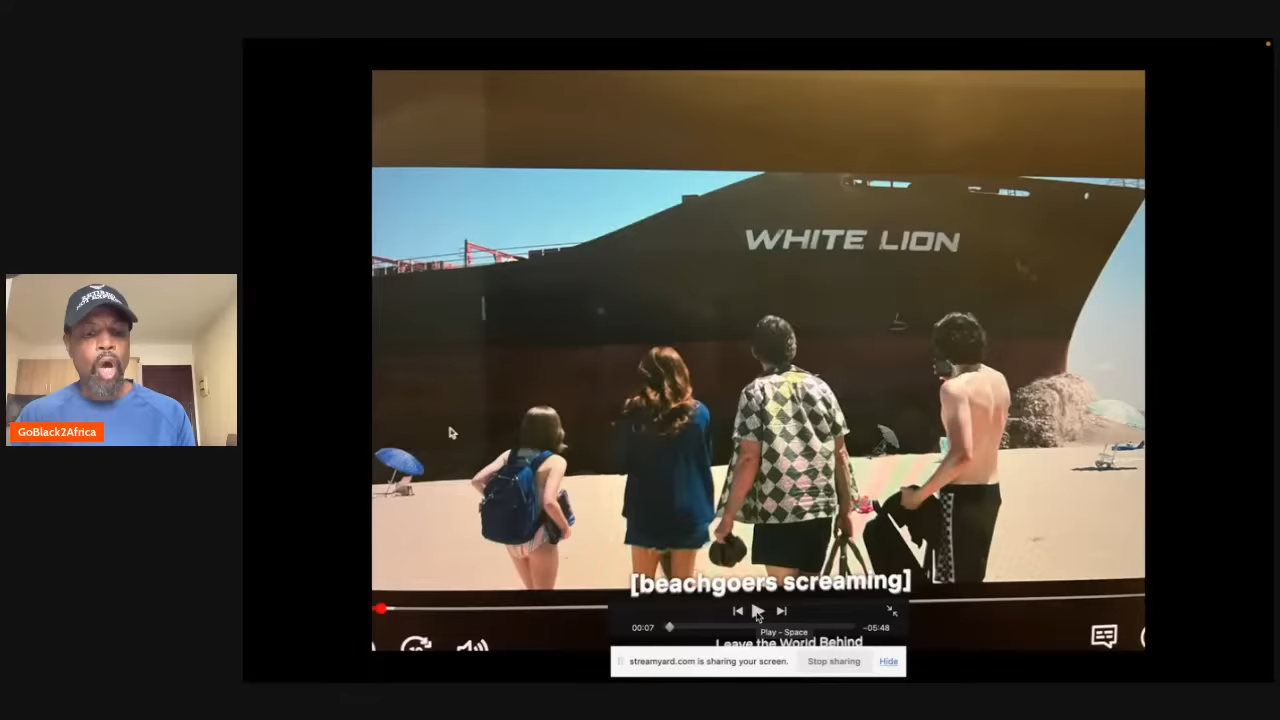 WHITE LION
GoBlack2Africa
[beachgoers screaming]
00:07
-05:48
Play - Space
Leave the World Behind
streamyard.com is sharing your screen.
Stop sharing
Hide